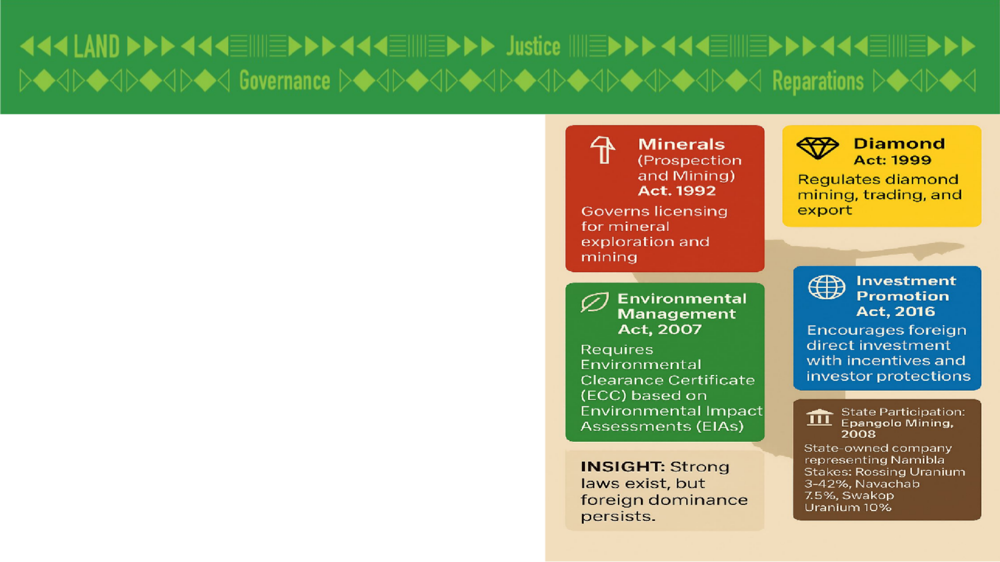 LAND Justice
Governance Reparations
Minerals
(Prospection
and Mining)
Act. 1992
Governs licensing
for mineral
exploration and
mining
Diamond
Act: 1999
Regulates diamond
mining, trading, and
export
Environmental
Management
Act, 2007
Requires
Environmental
Clearance Certificate
(ECC) based on
Environmental Impact
Assessments (EIAs)
Investment
Promotion
Act, 2016
Encourages foreign
direct investment
with incentives and
investor protections
INSIGHT: Strong
laws exist, but
foreign dominance
persists.
State Participation:
Epangolo Mining,
2008
State-owned company
representing Namibla
Stakes: Rossing Uranium
3-42%, Navachab
7.5%, Swakop
Uranium 10%